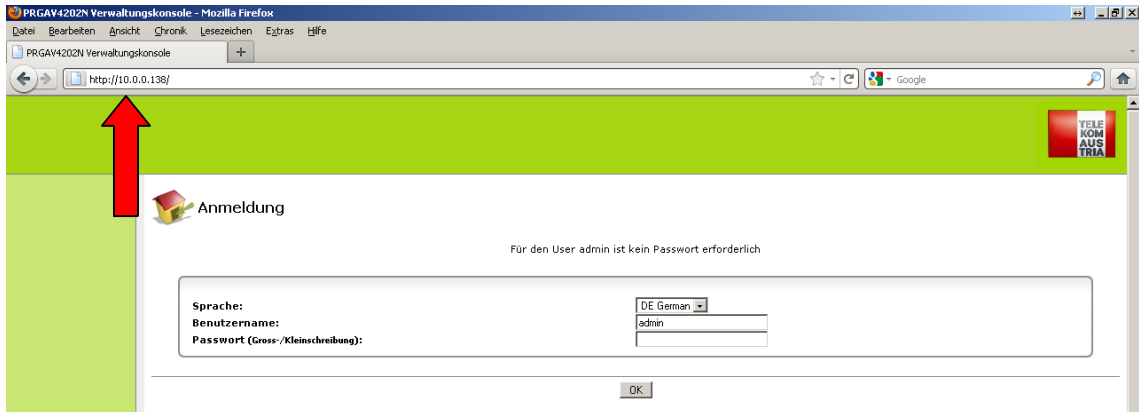 PRGAV4202N Verwaltungskonsole - Mozilla Firefox
Datei Bearbeiten Ansicht Chronik Lesezeichen Extras Hilfe
PRGAV4202N Verwaltungskonsole +
http://10.0.0.138/ Google
TELE
KOM
AUS
TRIA
Anmeldung
Für den User admin ist kein Passwort erforderlich
Sprache: DE German
Benutzername: admin
Passwort (Gross-/Kleinschreibung):
OK